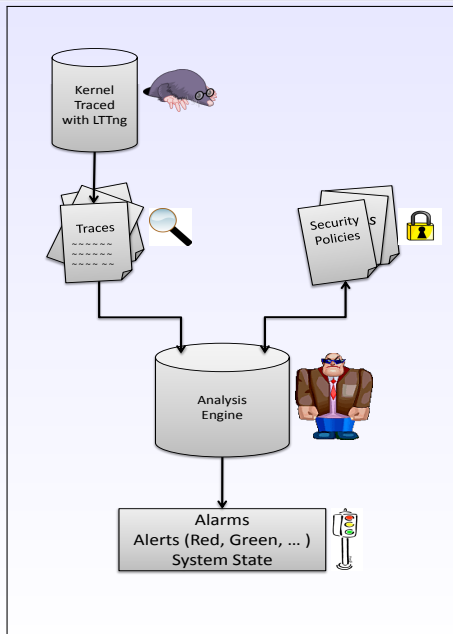 Kernel
Traced
with LTTng
Traces
~~~~~~
~~~~~~
~~~~ ~~
Security
Policies
s
Analysis
Engine
Alarms
Alerts (Red, Green, ... )
System State